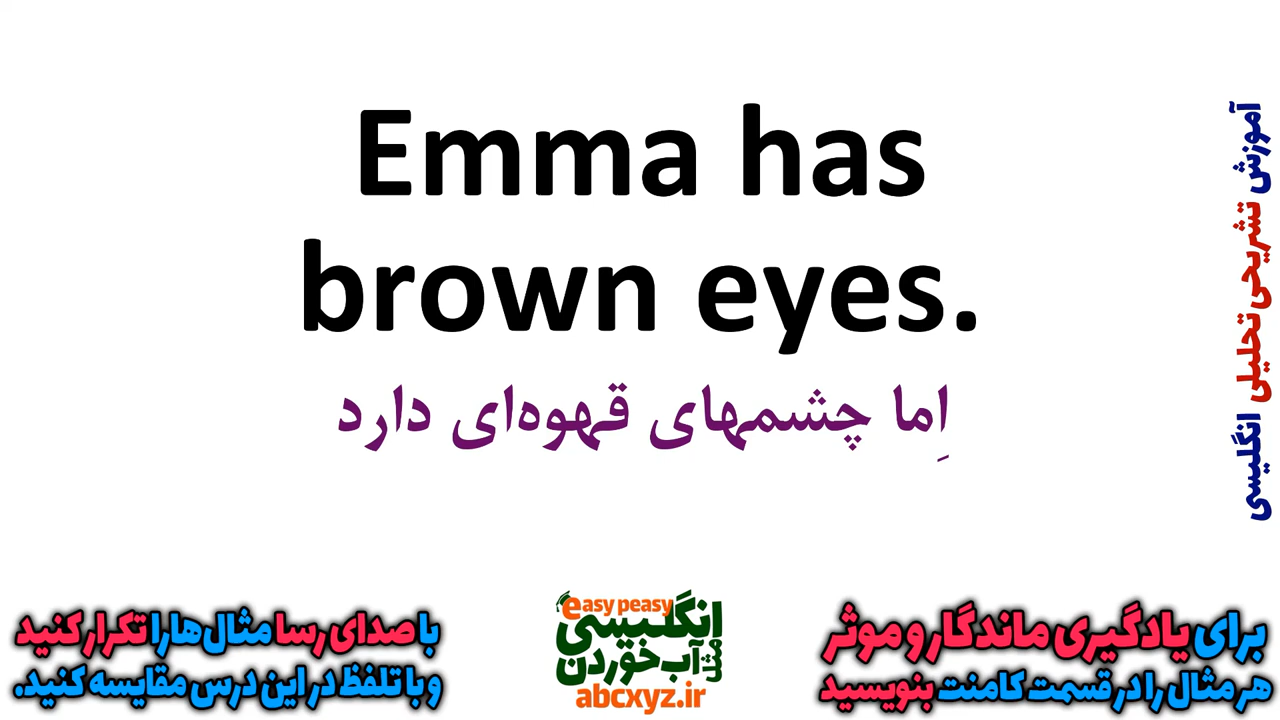 Emma has
brown eyes.
اِما چشمهای قهوه‌ای دارد
آموزش تشریحی تحلیلی انگلیسی
برای یادگیری ماندگار و موثر
هر مثال را در قسمت کامنت بنویسید
easy peasy
انگلیسی
مثل آب خوردن
abcxyz.ir
با صدای رسا مثال‌ها را تکرار کنید
و با تلفظ در این درس مقایسه کنید.